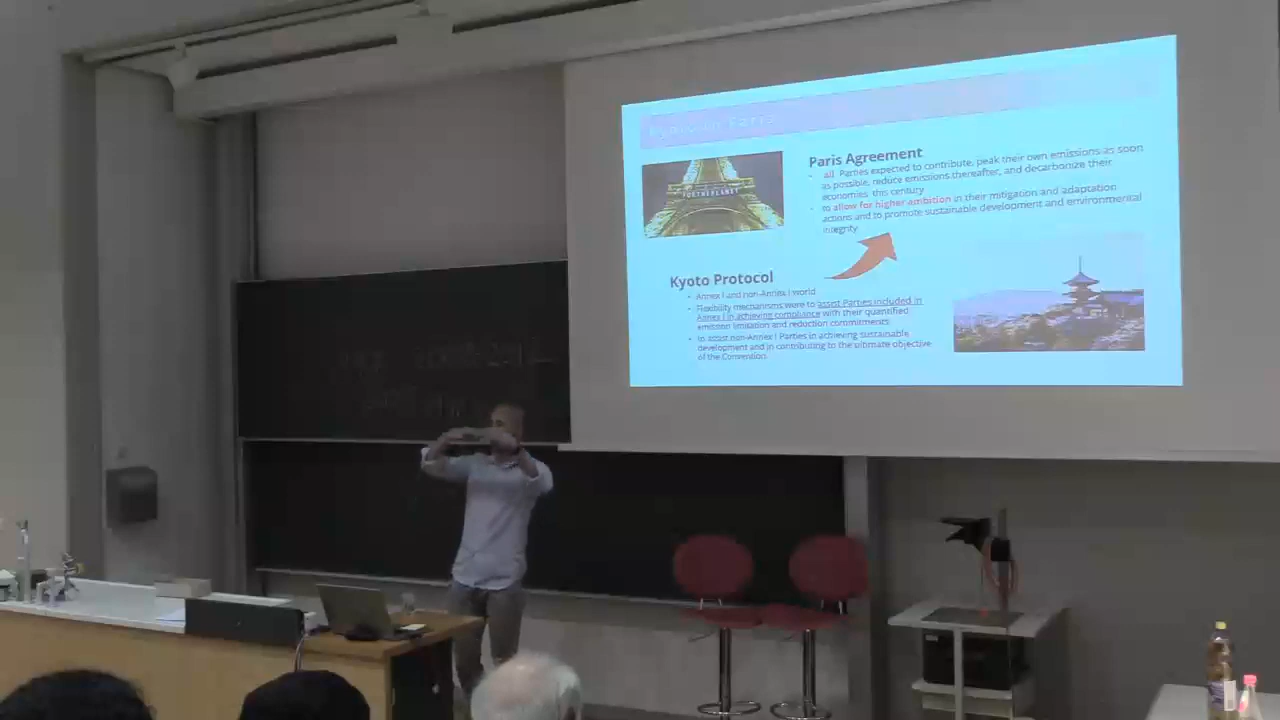 Paris Agreement
- all Parties expected to contribute, peak their own emissions as soon
as possible, reduce emissions thereafter, and decarbonize their
economies this century
- to allow for higher ambition in their mitigation and adaptation
actions and to promote sustainable development and environmental
integrity
Kyoto Protocol
• Annex I and non-Annex I world
• Flexibility mechanisms were to assist Parties included in
Annex I in achieving compliance with their quantified
emission limitation and reduction commitments
• to assist non-Annex I Parties in achieving sustainable
development and in contributing to the ultimate objective
of the Convention